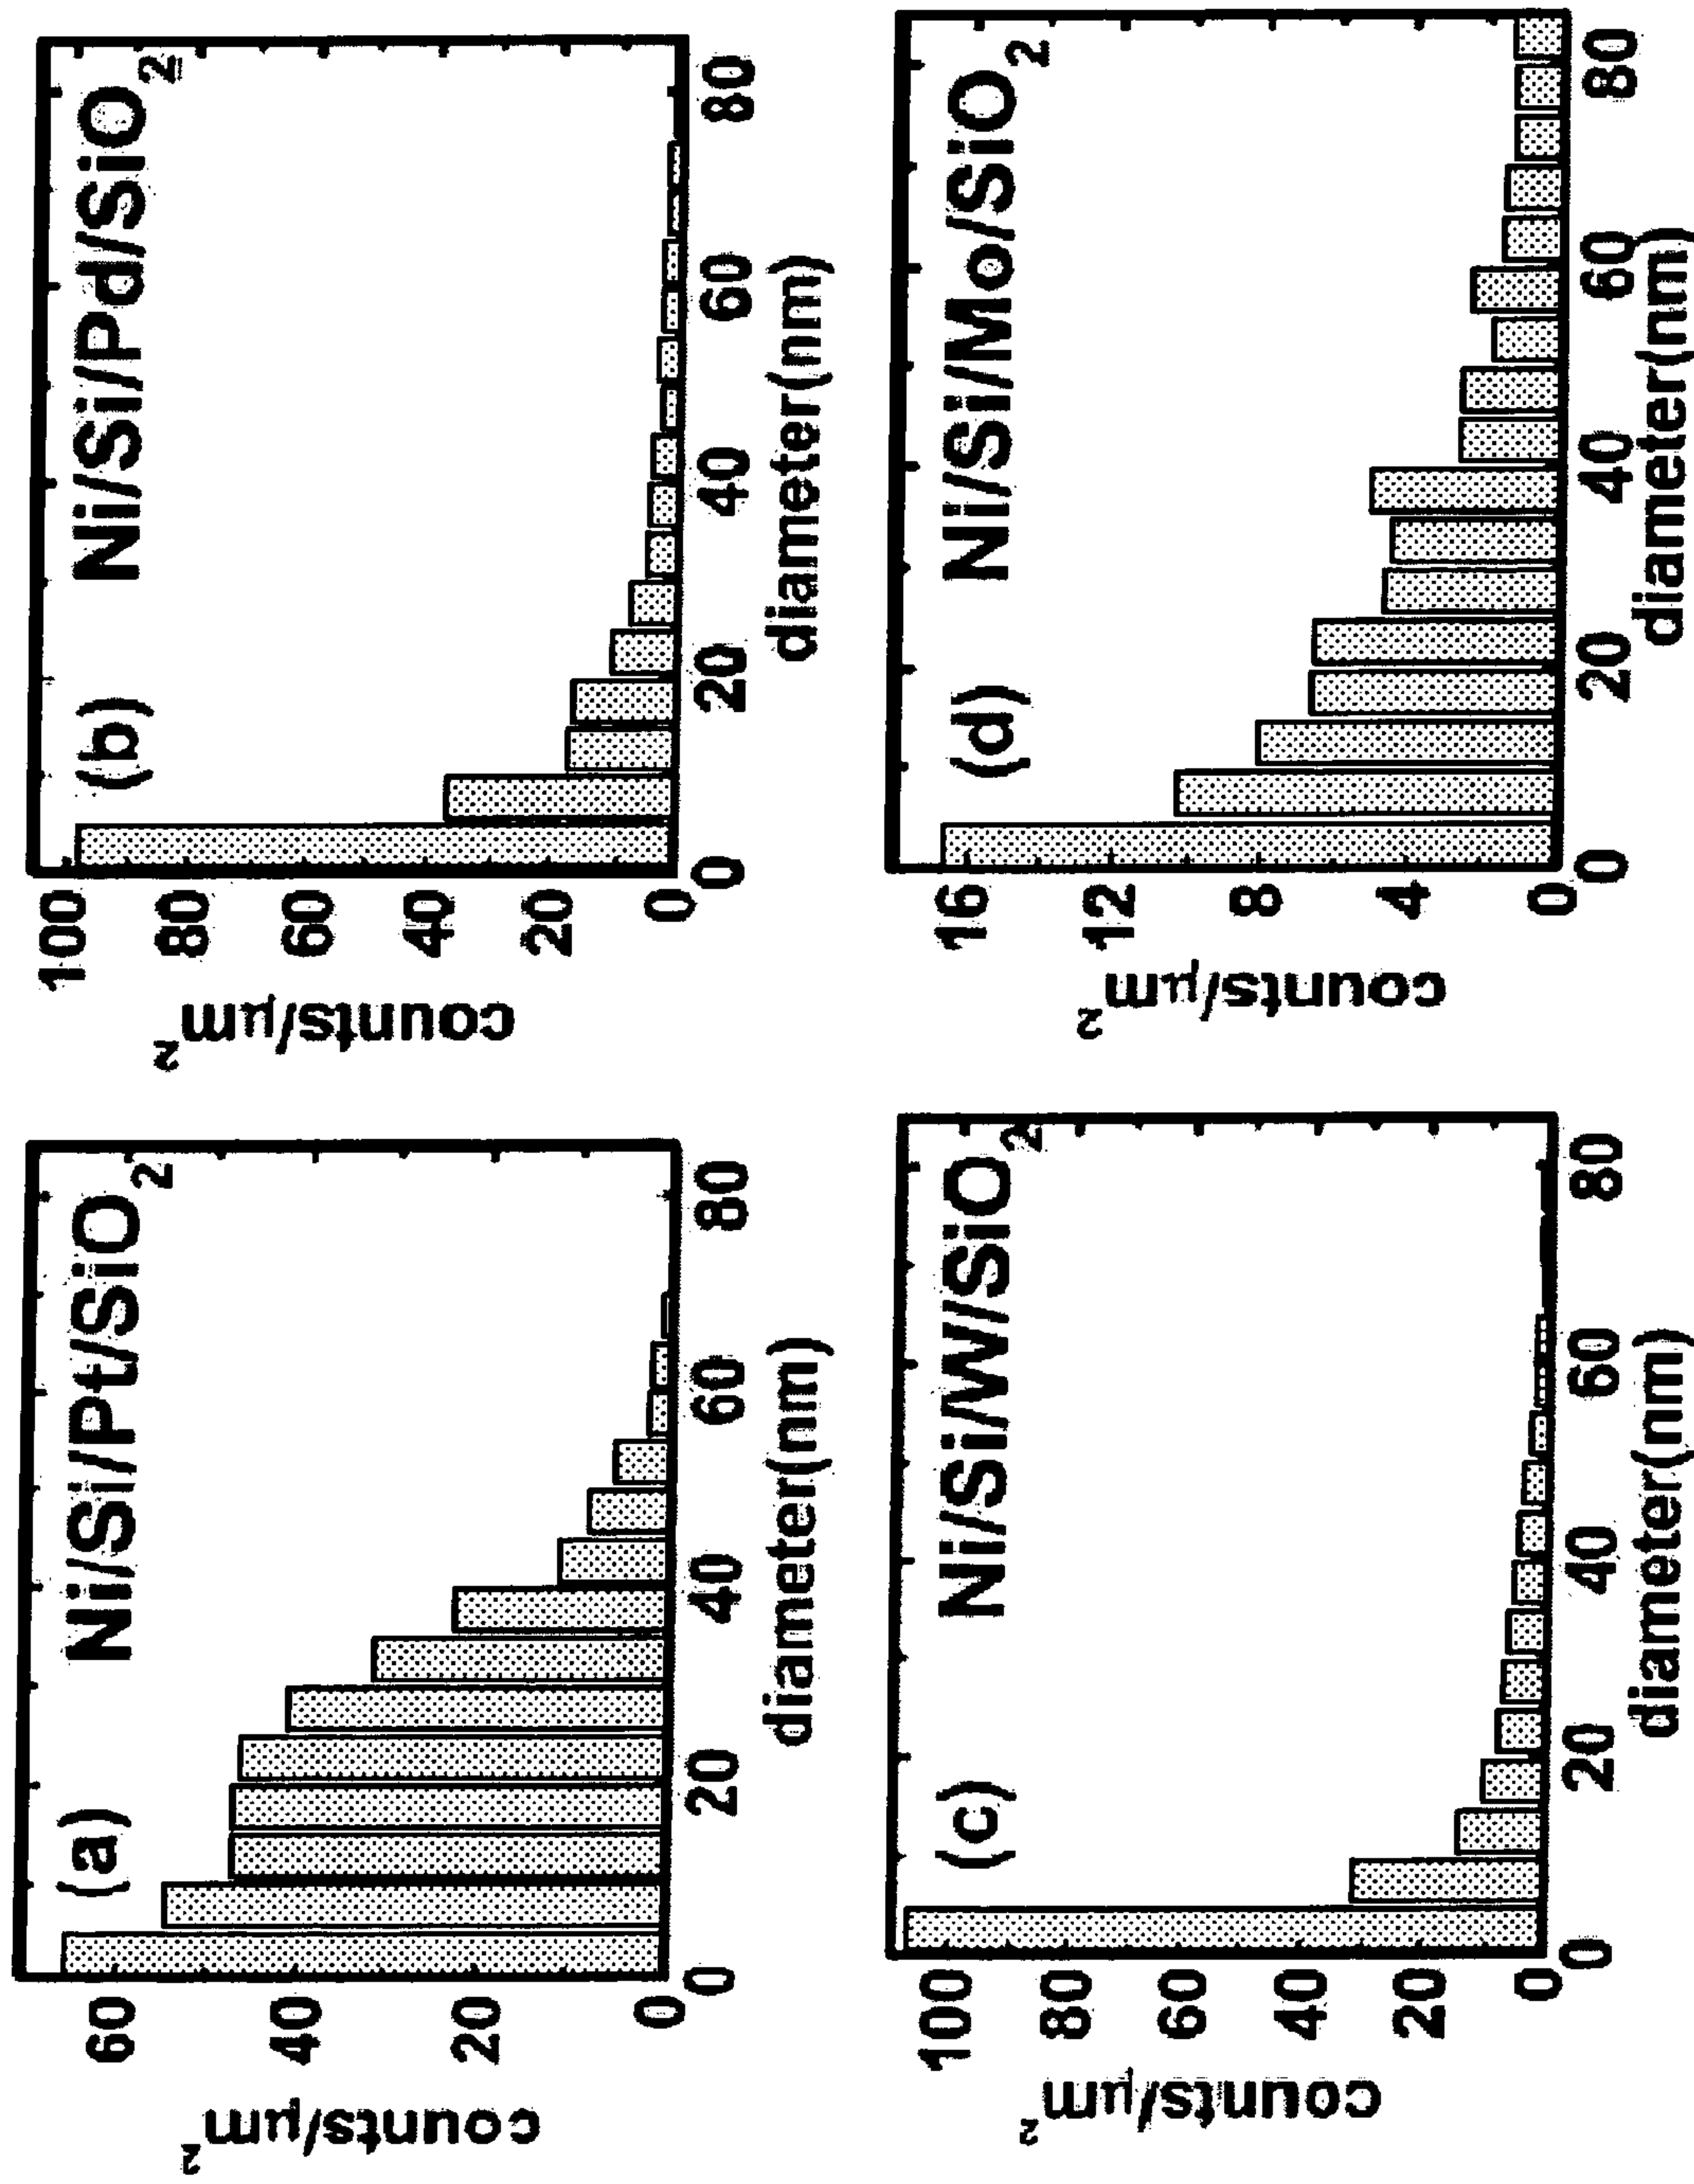 (a) Ni/Si/Pt/SiO2
counts/μm2
60
40
20
0
0 20 40 60 80
diameter(nm)
(b) Ni/Si/Pd/SiO2
counts/μm2
100
80
60
40
20
0
0 20 40 60 80
diameter(nm)
(c) Ni/Si/W/SiO2
counts/μm2
100
80
60
40
20
0
0 20 40 60 80
diameter(nm)
(d) Ni/Si/Mo/SiO2
counts/μm2
16
12
8
4
0
0 20 40 60 80
diameter(nm)